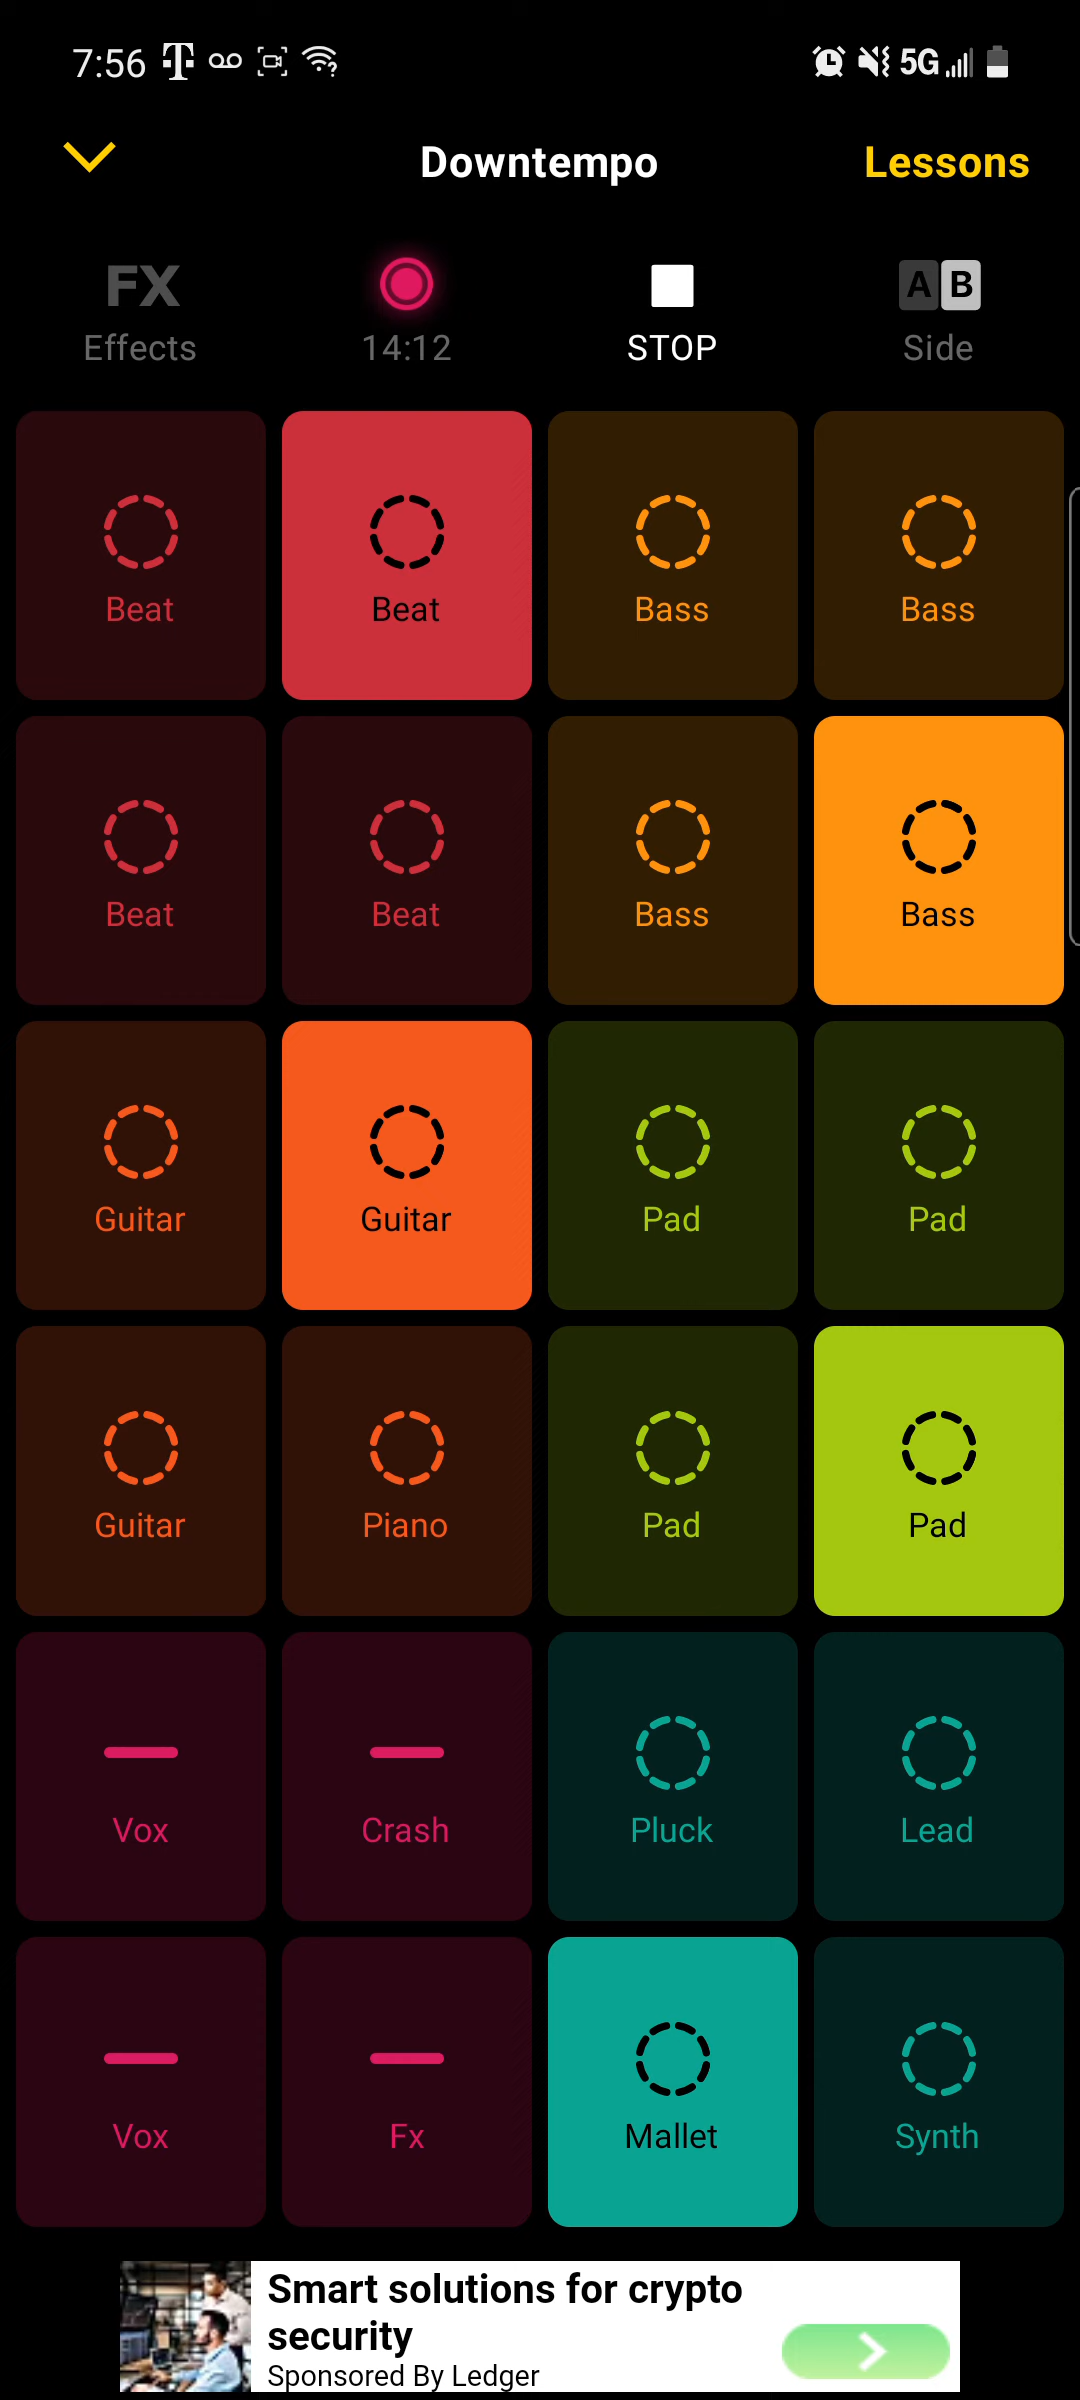 7:56 5G
Downtempo Lessons
FX A B
Effects 14:12 STOP Side
Beat Beat Bass Bass
Beat Beat Bass Bass
Guitar Guitar Pad Pad
Guitar Piano Pad Pad
Vox Crash Pluck Lead
Vox Fx Mallet Synth
Smart solutions for crypto
security
Sponsored By Ledger